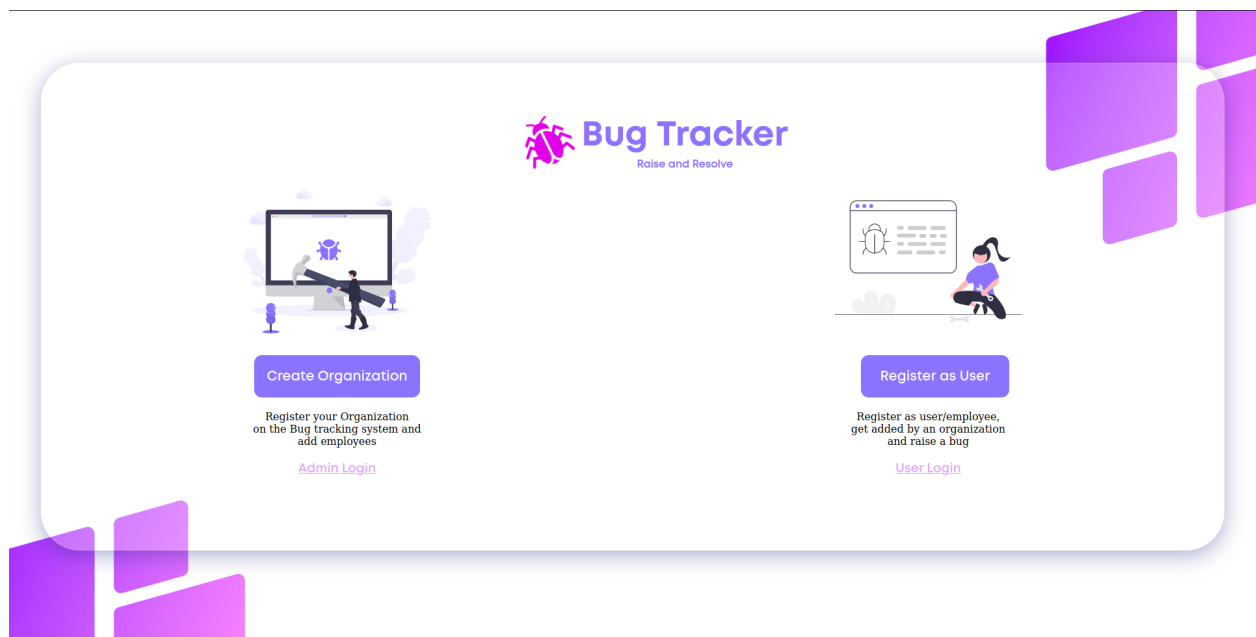 Bug Tracker
Raise and Resolve
Create Organization
Register your Organization
on the Bug tracking system and
add employees
Admin Login
Register as User
Register as user/employee,
get added by an organization
and raise a bug
User Login